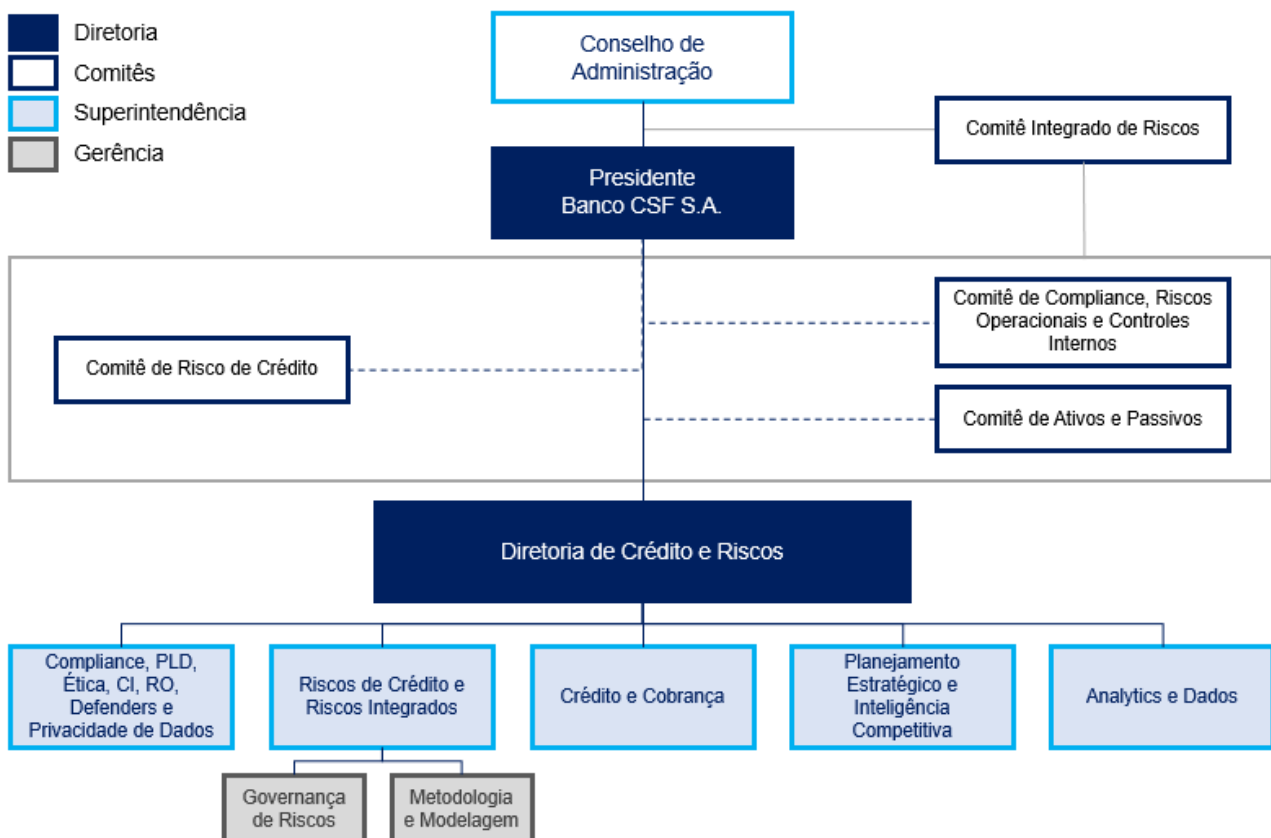 Diretoria
Comitês
Superintendência
Gerência
Conselho de
Administração
Comitê Integrado de Riscos
Presidente
Banco CSF S.A.
Comitê de Compliance, Riscos
Operacionais e Controles
Internos
Comitê de Risco de Crédito
Comitê de Ativos e Passivos
Diretoria de Crédito e Riscos
Compliance, PLD,
Ética, CI, RO,
Defenders e
Privacidade de Dados
Riscos de Crédito e
Riscos Integrados
Crédito e Cobrança
Planejamento
Estratégico e
Inteligência
Competitiva
Analytics e Dados
Governança
de Riscos
Metodologia
e Modelagem